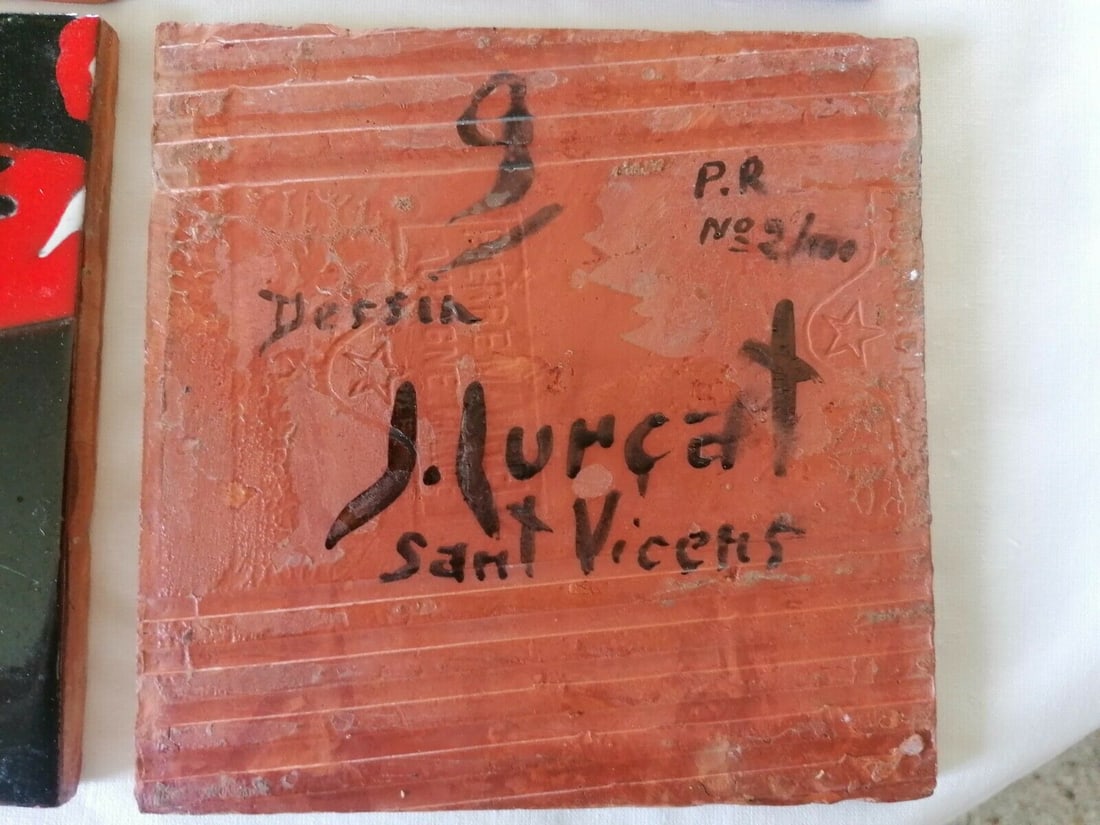 9
P.R
Nº 2/100
Dessin
J. Lurçat
Sant Vicens